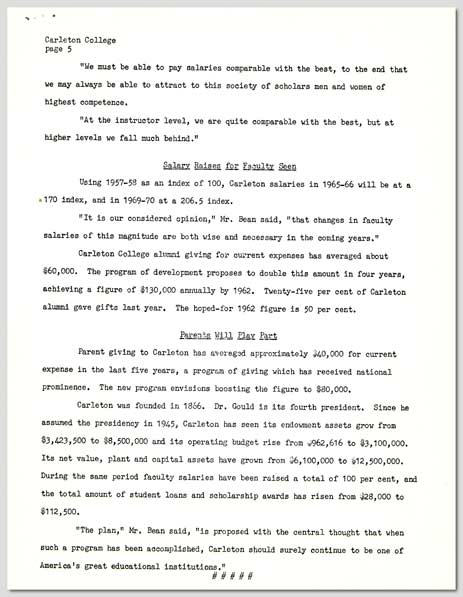 Carleton College
page 5
"We must be able to pay salaries comparable with the best, to the end that
we may always be able to attract to this society of scholars men and women of
highest competence.
"At the instructor level, we are quite comparable with the best, but at
higher levels we fall much behind."
Salary Raises for Faculty Seen
Using 1957-58 as an index of 100, Carleton salaries in 1965-66 will be at a
170 index, and in 1969-70 at a 206.5 index.
"It is our considered opinion," Mr. Bean said, "that changes in faculty
salaries of this magnitude are both wise and necessary in the coming years."
Carleton College alumni giving for current expenses has averaged about
$60,000. The program of development proposes to double this amount in four years,
achieving a figure of $130,000 annually by 1962. Twenty-five per cent of Carleton
alumni gave gifts last year. The hoped-for 1962 figure is 50 per cent.
Parents Will Play Part
Parent giving to Carleton has averaged approximately $40,000 for current
expense in the last five years, a program of giving which has received national
prominence. The new program envisions boosting the figure to $80,000.
Carleton was founded in 1866. Dr. Gould is its fourth president. Since he
assumed the presidency in 1945, Carleton has seen its endowment assets grow from
$3,423,500 to $8,500,000 and its operating budget rise from $962,616 to $3,100,000.
Its net value, plant and capital assets have grown from $6,100,000 to $12,500,000.
During the same period faculty salaries have been raised a total of 100 per cent, and
the total amount of student loans and scholarship awards has risen from $28,000 to
$112,500.
"The plan," Mr. Bean said, "is proposed with the central thought that when
such a program has been accomplished, Carleton should surely continue to be one of
America's great educational institutions."
# # # # #